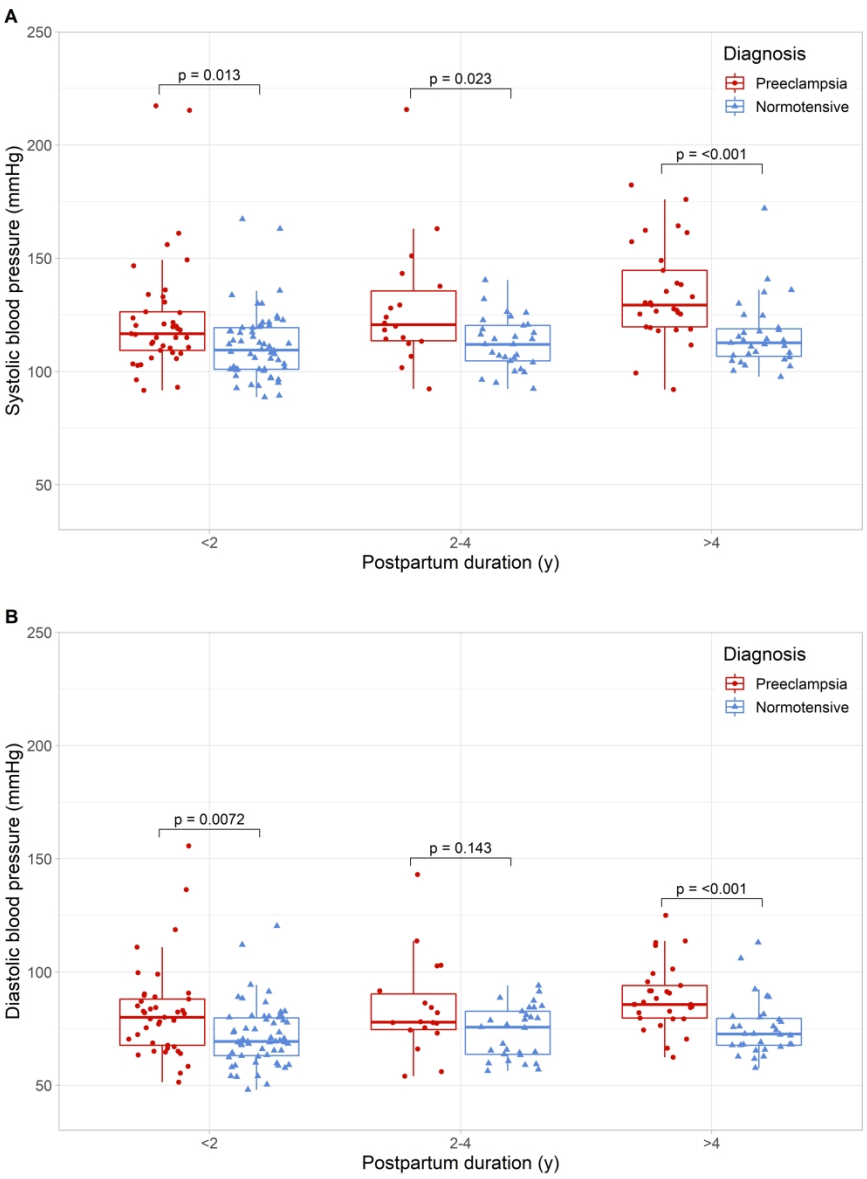 A
250
200
150
100
50
Systolic blood pressure (mmHg)
p = 0.013
p = 0.023
p = <0.001
Diagnosis
Preeclampsia
Normotensive
<2
2-4
>4
Postpartum duration (y)
B
250
200
150
100
50
Diastolic blood pressure (mmHg)
p = 0.0072
p = 0.143
p = <0.001
Diagnosis
Preeclampsia
Normotensive
<2
2-4
>4
Postpartum duration (y)